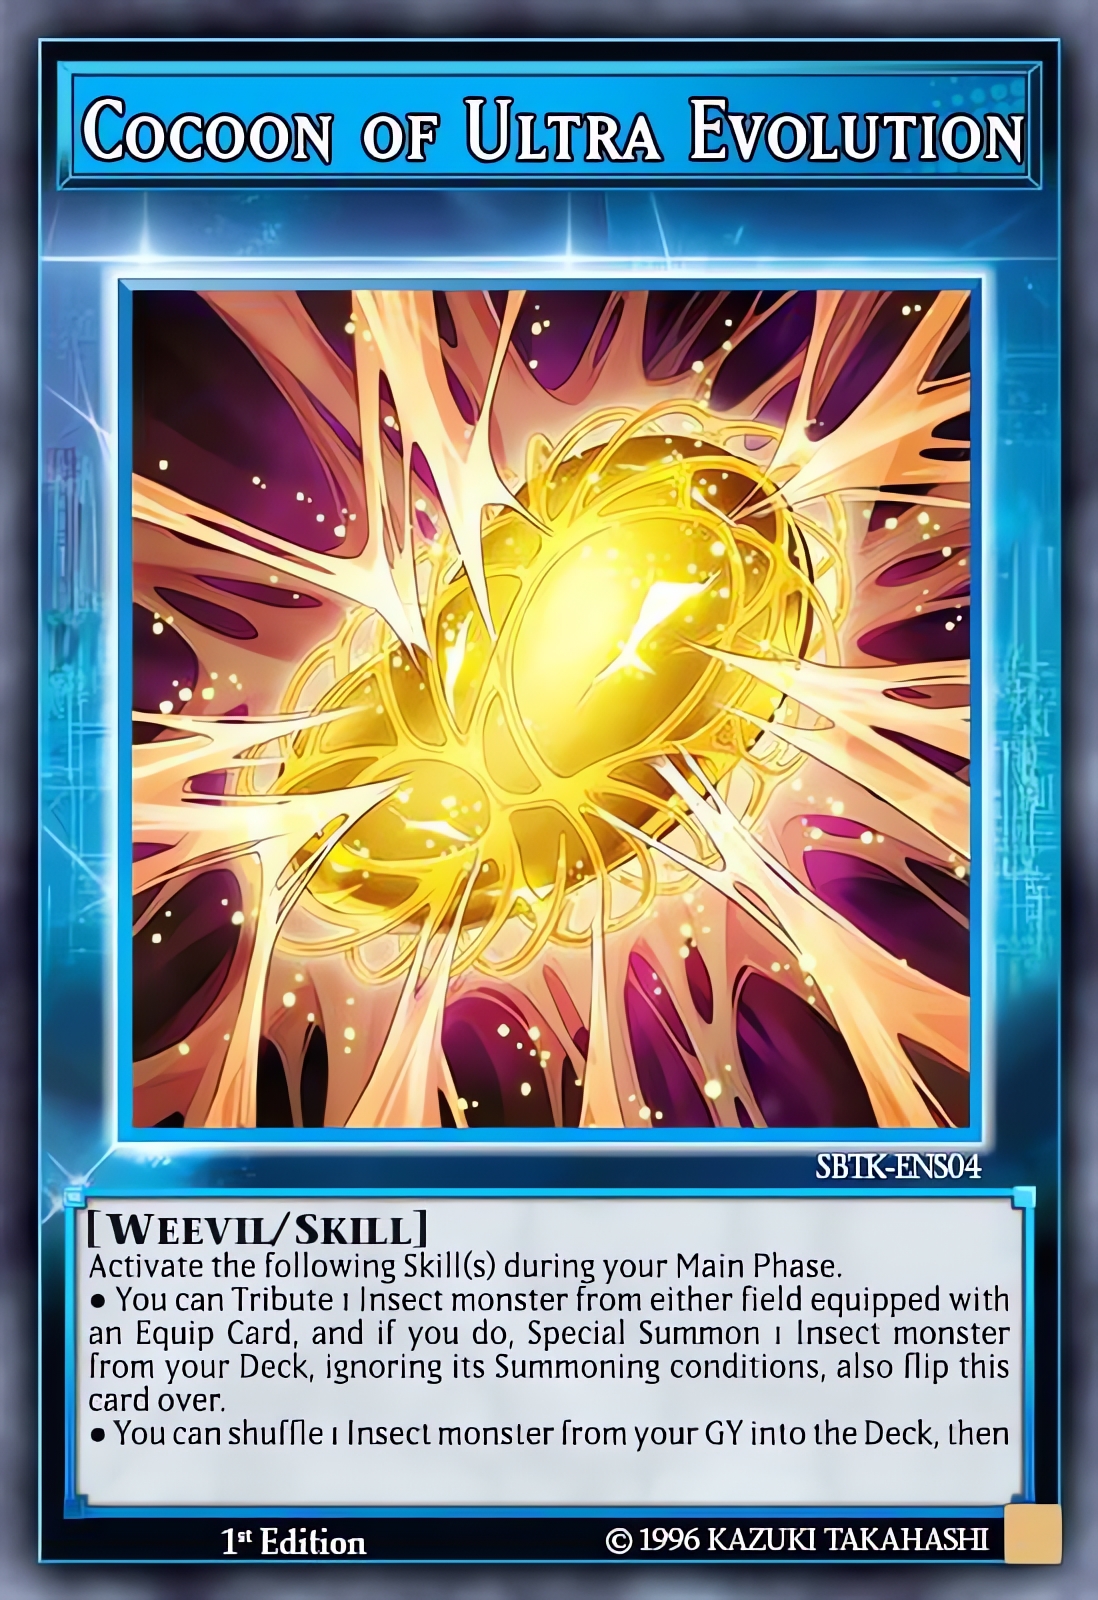 Cocoon of Ultra Evolution
SBTK-ENS04
[Weevil/Skill]
Activate the following Skill(s) during your Main Phase.
● You can Tribute 1 Insect monster from either field equipped with
an Equip Card, and if you do, Special Summon 1 Insect monster
from your Deck, ignoring its Summoning conditions, also flip this
card over.
● You can shuffle 1 Insect monster from your GY into the Deck, then
1st Edition
© 1996 KAZUKI TAKAHASHI